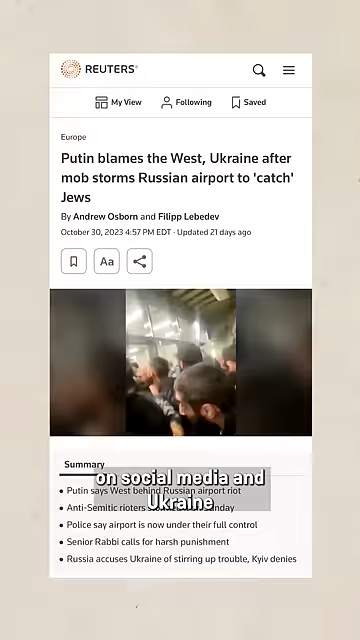 REUTERS
My View Following Saved
Europe
Putin blames the West, Ukraine after
mob storms Russian airport to 'catch'
Jews
By Andrew Osborn and Filipp Lebedev
October 30, 2023 4:57 PM EDT · Updated 21 days ago
Aa
Summary
on social media and
Ukraine
• Putin says West behind Russian airport riot
• Anti-Semitic rioters
• Police say airport is now under their full control
• Senior Rabbi calls for harsh punishment
• Russia accuses Ukraine of stirring up trouble, Kyiv denies